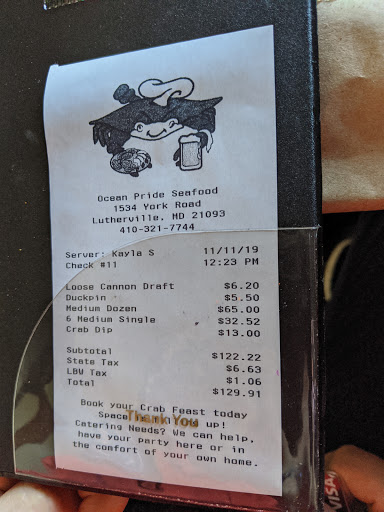 Ocean Pride Seafood
1534 York Road
Lutherville, MD 21093
410-321-7744
Server: Kayla S 11/11/19
Check #11 12:23 PM
Loose Cannon Draft $6.20
Duckpin $5.50
Medium Dozen $65.00
6 Medium Single $32.52
Crab Dip $13.00
Subtotal $122.22
State Tax $6.63
LBW Tax $1.06
Total $129.91
Book your Crab Feast today
Space up!
Thank You
Catering Needs? We can help,
have your party here or in
the comfort of your own home.
VISA